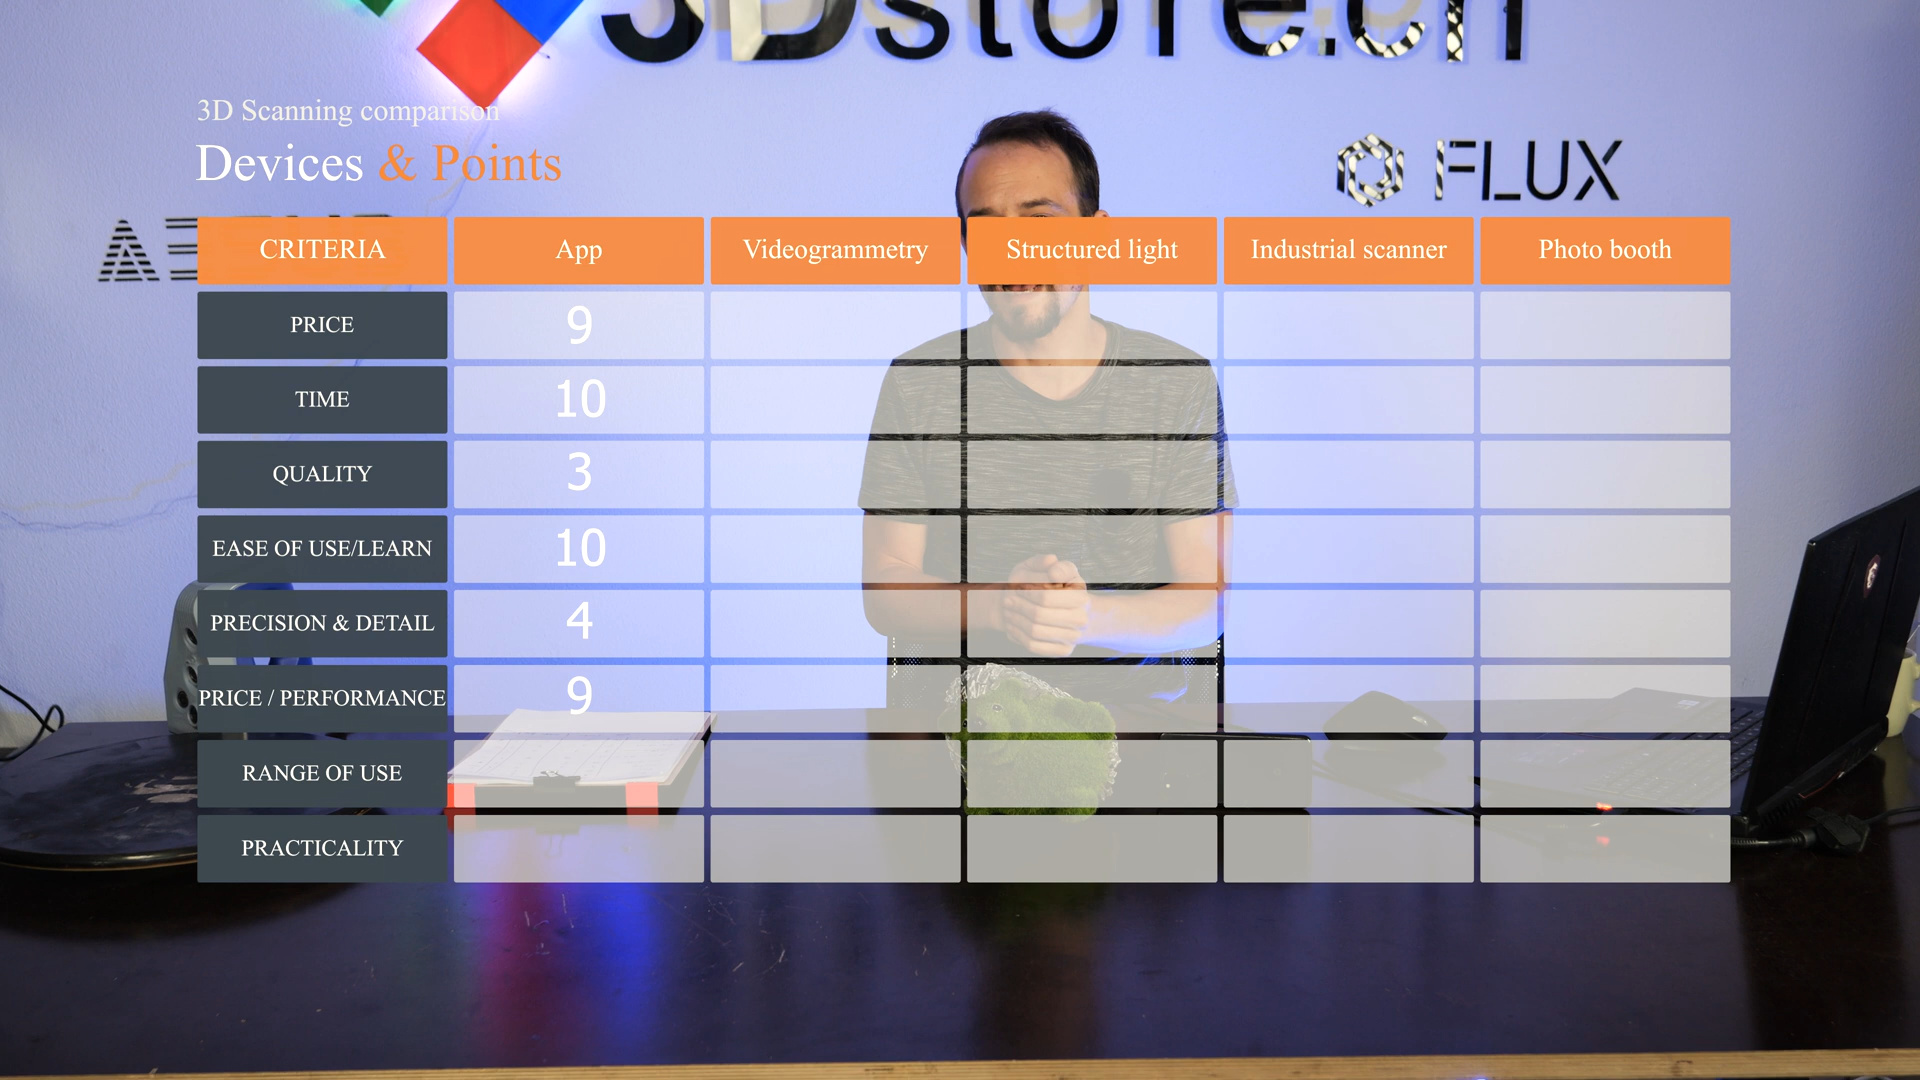 3Dstore.ch
3D Scanning comparison
Devices & Points
FLUX
CRITERIA App Videogrammetry Structured light Industrial scanner Photo booth
PRICE 9
TIME 10
QUALITY 3
EASE OF USE/LEARN 10
PRECISION & DETAIL 4
PRICE / PERFORMANCE 9
RANGE OF USE
PRACTICALITY